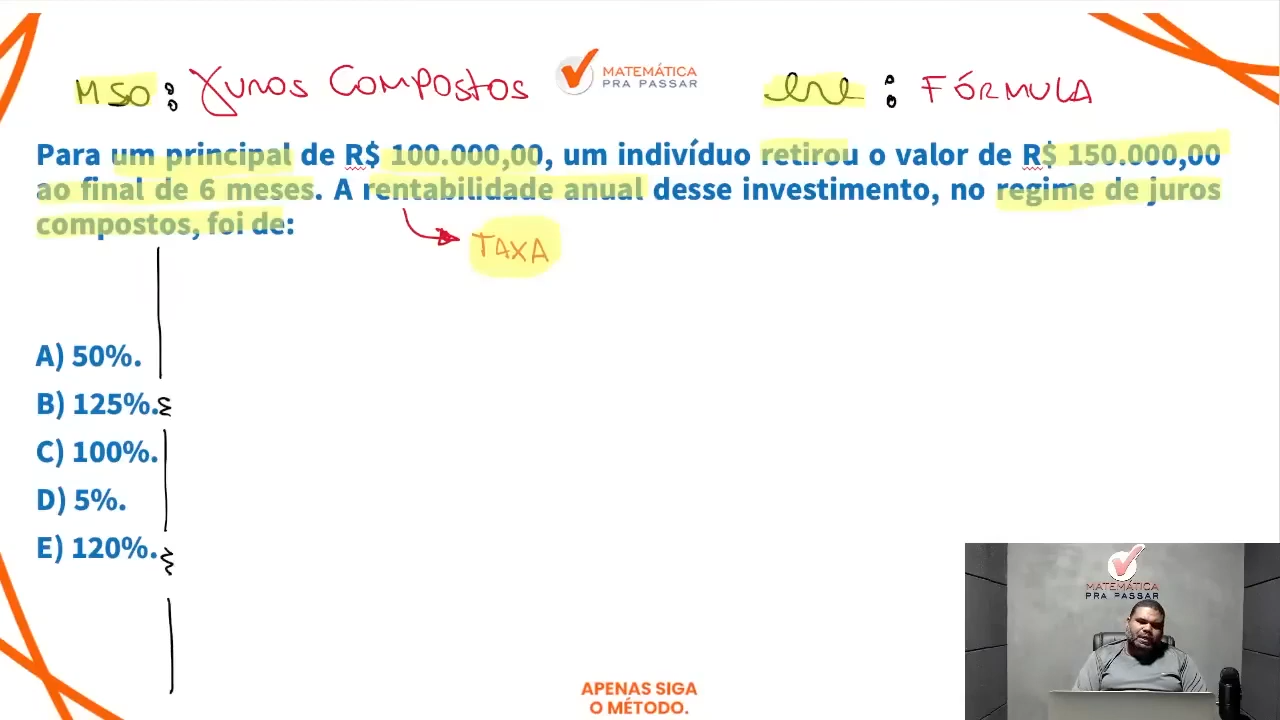 MSO: Juros Compostos
MATEMÁTICA
PRA PASSAR
: FÓRMULA
Para um principal de R$ 100.000,00, um indivíduo retirou o valor de R$ 150.000,00
ao final de 6 meses. A rentabilidade anual desse investimento, no regime de juros
compostos, foi de:
TAXA
A) 50%.
B) 125%.
C) 100%.
D) 5%.
E) 120%.
MATEMÁTICA
PRA PASSAR
APENAS SIGA
O MÉTODO.